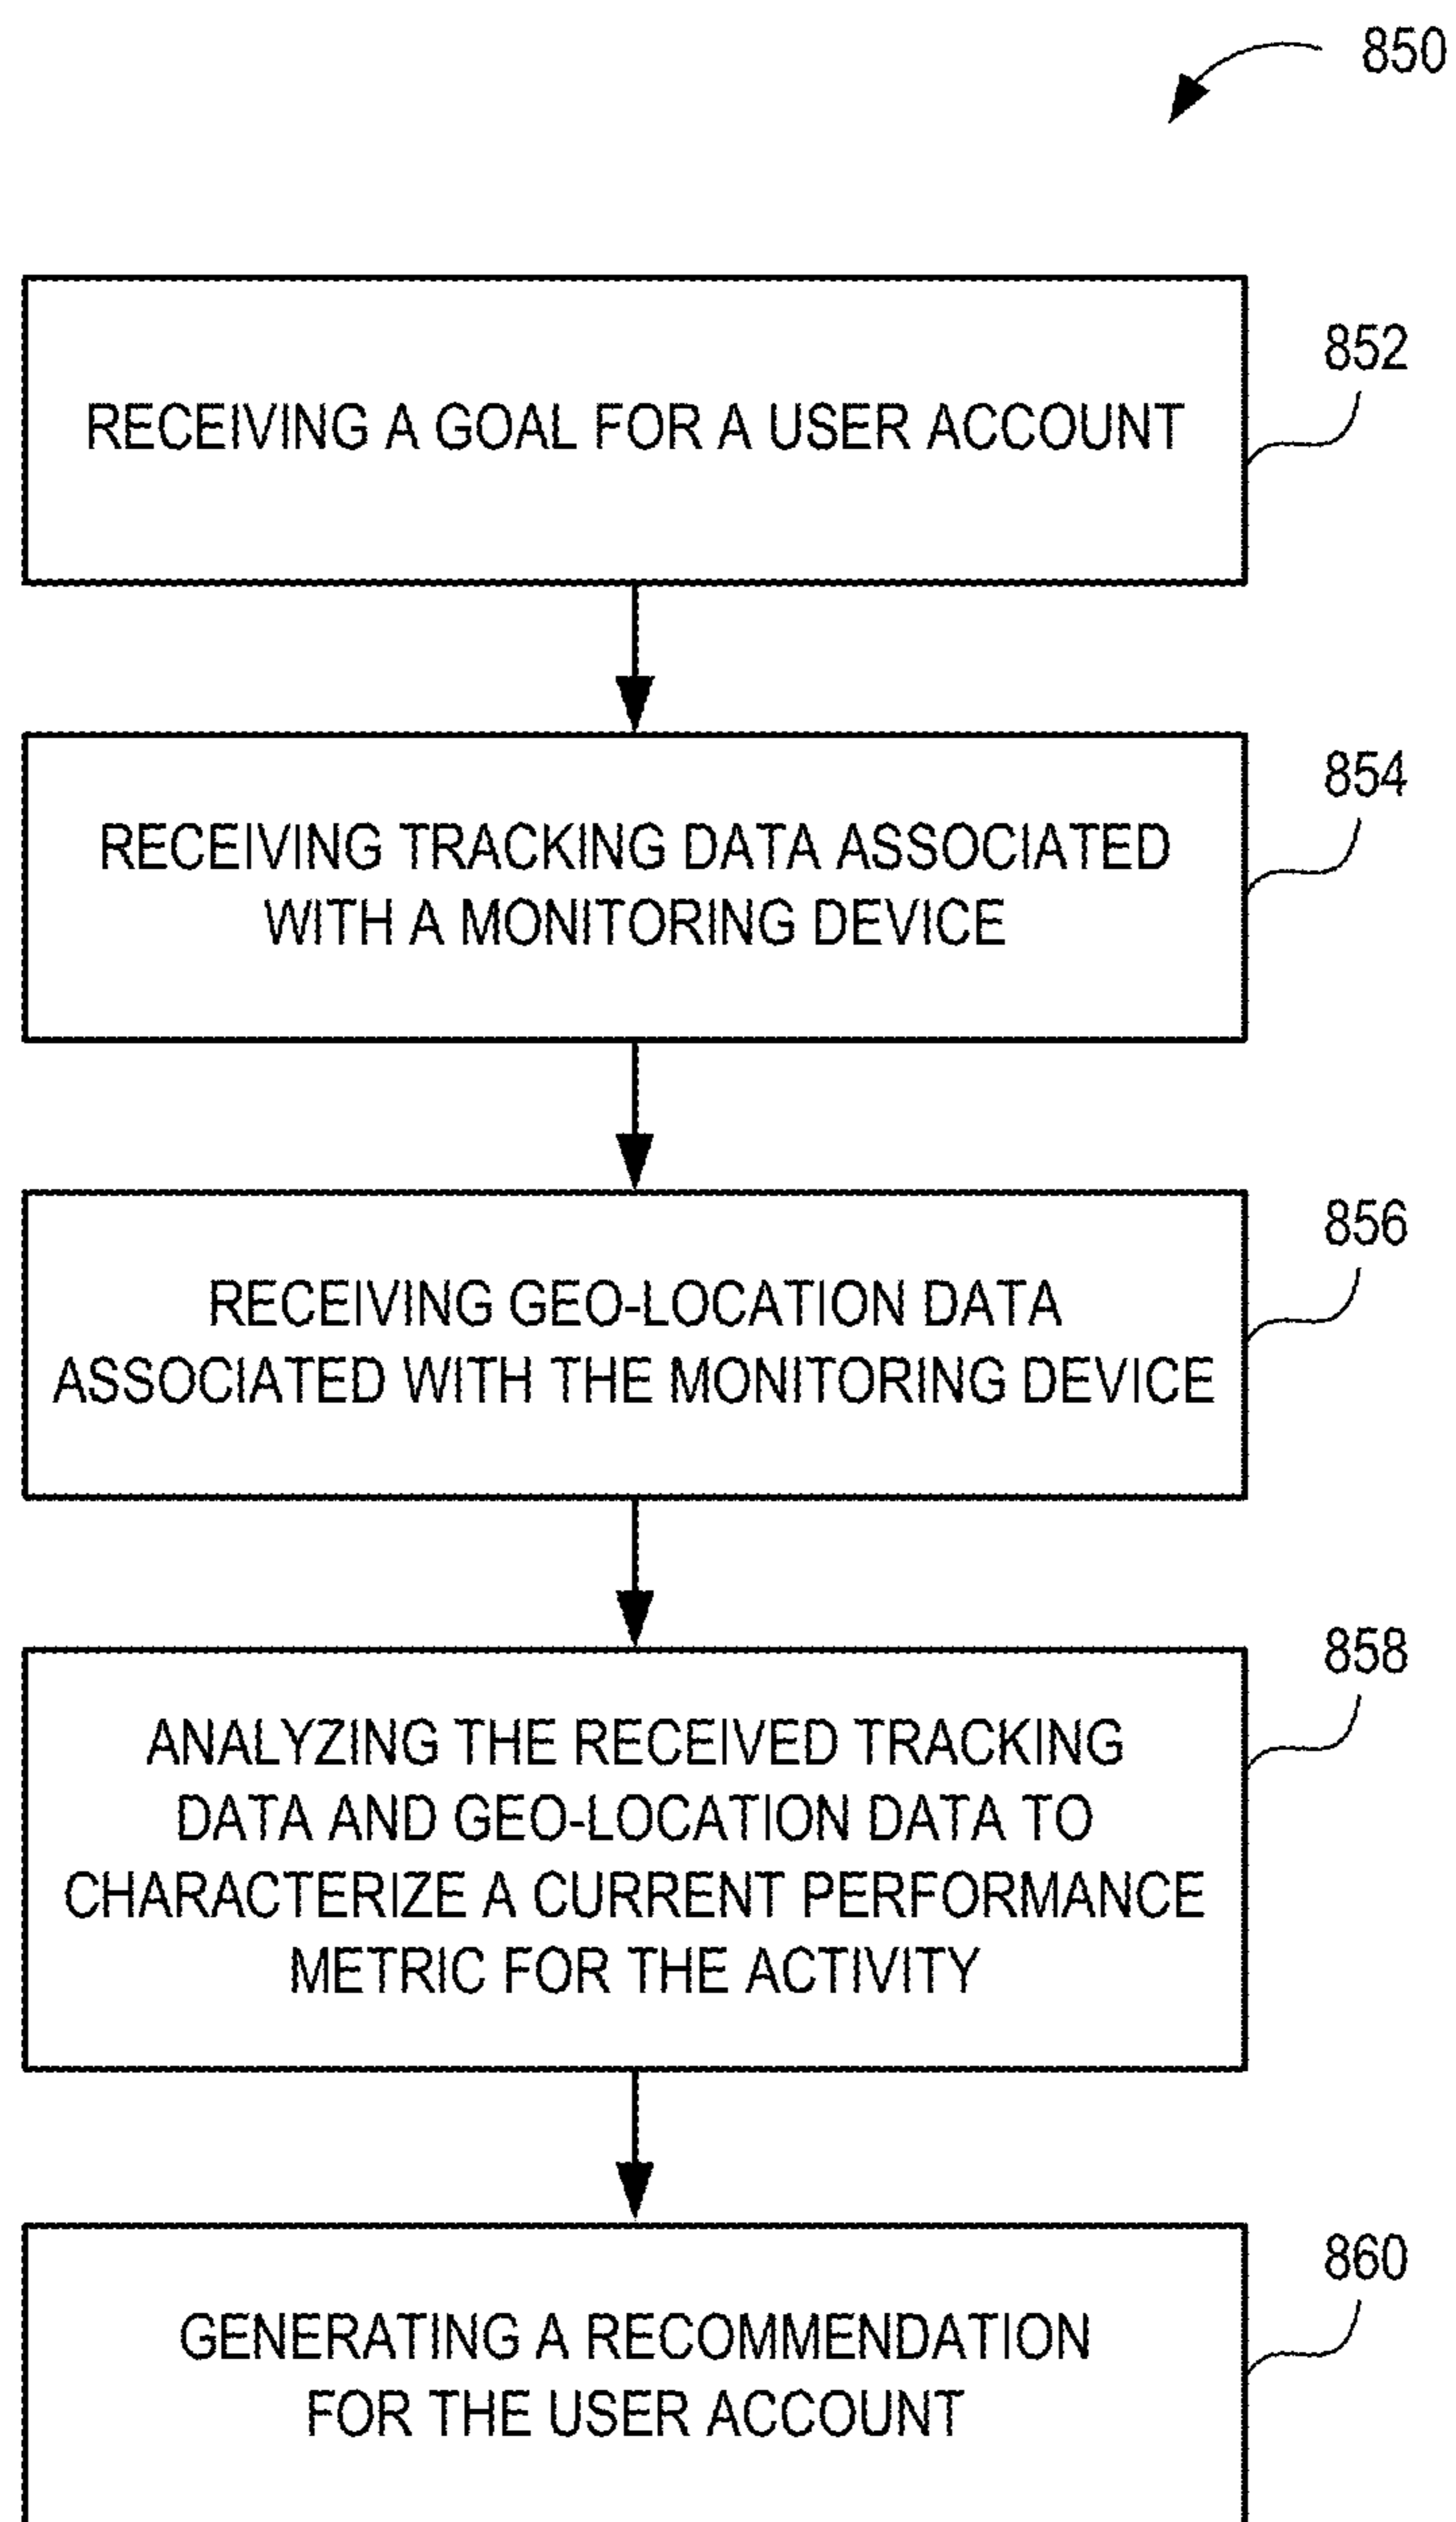 850
852
RECEIVING A GOAL FOR A USER ACCOUNT
854
RECEIVING TRACKING DATA ASSOCIATED
WITH A MONITORING DEVICE
856
RECEIVING GEO-LOCATION DATA
ASSOCIATED WITH THE MONITORING DEVICE
858
ANALYZING THE RECEIVED TRACKING
DATA AND GEO-LOCATION DATA TO
CHARACTERIZE A CURRENT PERFORMANCE
METRIC FOR THE ACTIVITY
860
GENERATING A RECOMMENDATION
FOR THE USER ACCOUNT